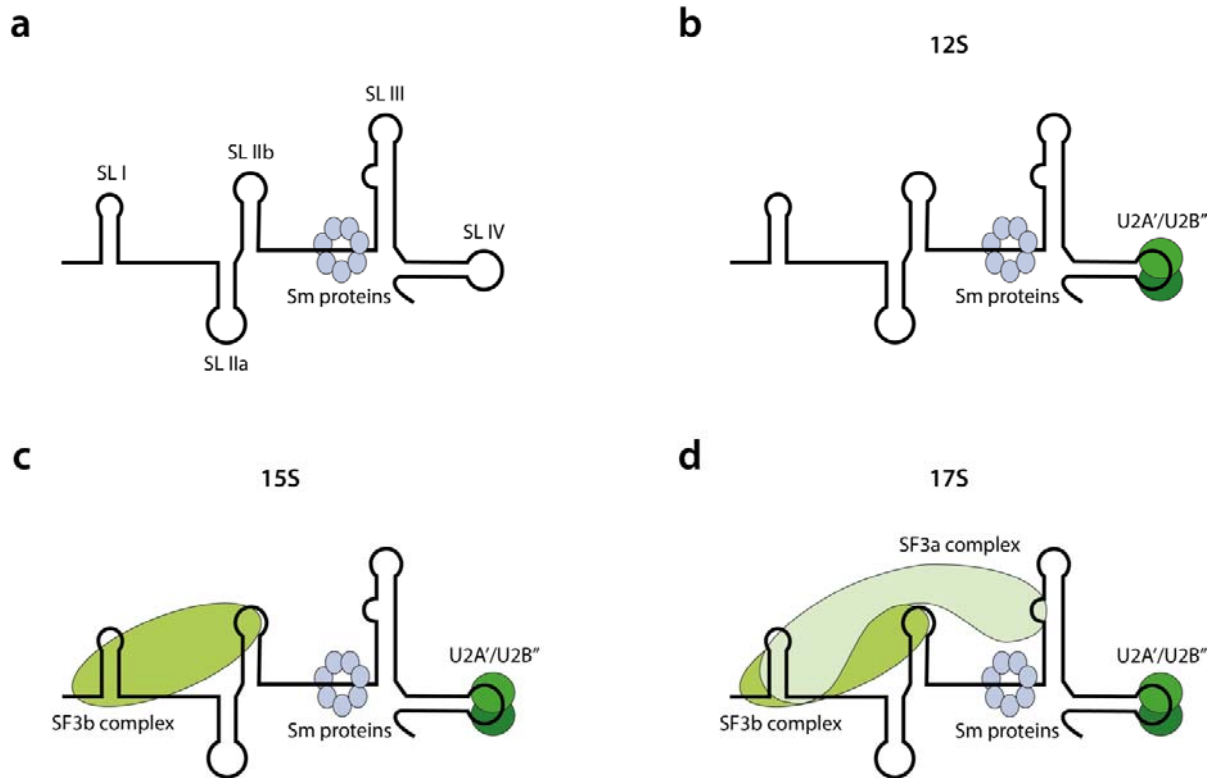 a
SL I
SL IIb
SL III
SL IV
SL IIa
Sm proteins
b
12S
U2A′/U2B″
Sm proteins
c
15S
SF3b complex
Sm proteins
U2A′/U2B″
d
17S
SF3a complex
U2A′/U2B″
SF3b complex
Sm proteins